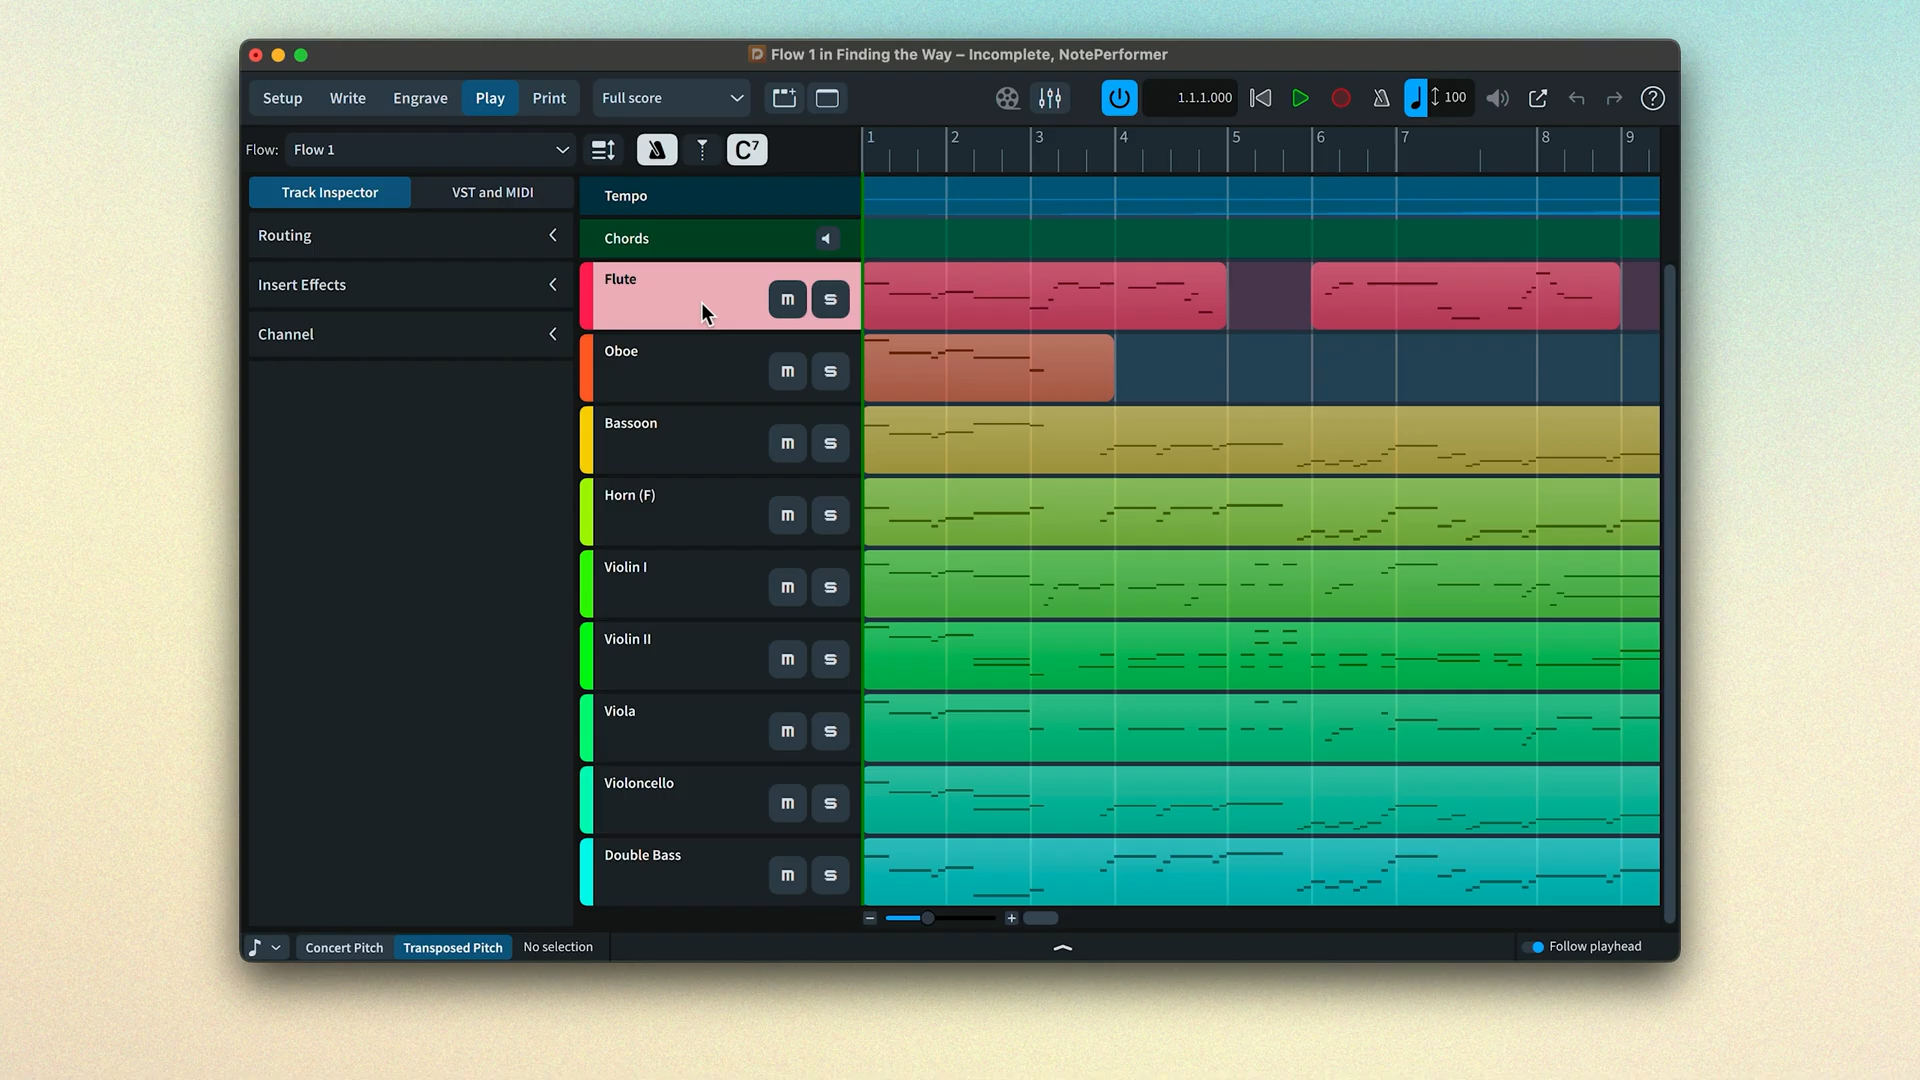 Flow 1 in Finding the Way – Incomplete, NotePerformer
Setup Write Engrave Play Print Full score 1.1.1.000 100
Flow: Flow 1 C7 1 2 3 4 5 6 7 8 9
Track Inspector VST and MIDI
Tempo
Routing
Chords
Insert Effects
Channel
Flute m s
Oboe m s
Bassoon m s
Horn (F) m s
Violin I m s
Violin II m s
Viola m s
Violoncello m s
Double Bass m s
Concert Pitch Transposed Pitch No selection Follow playhead